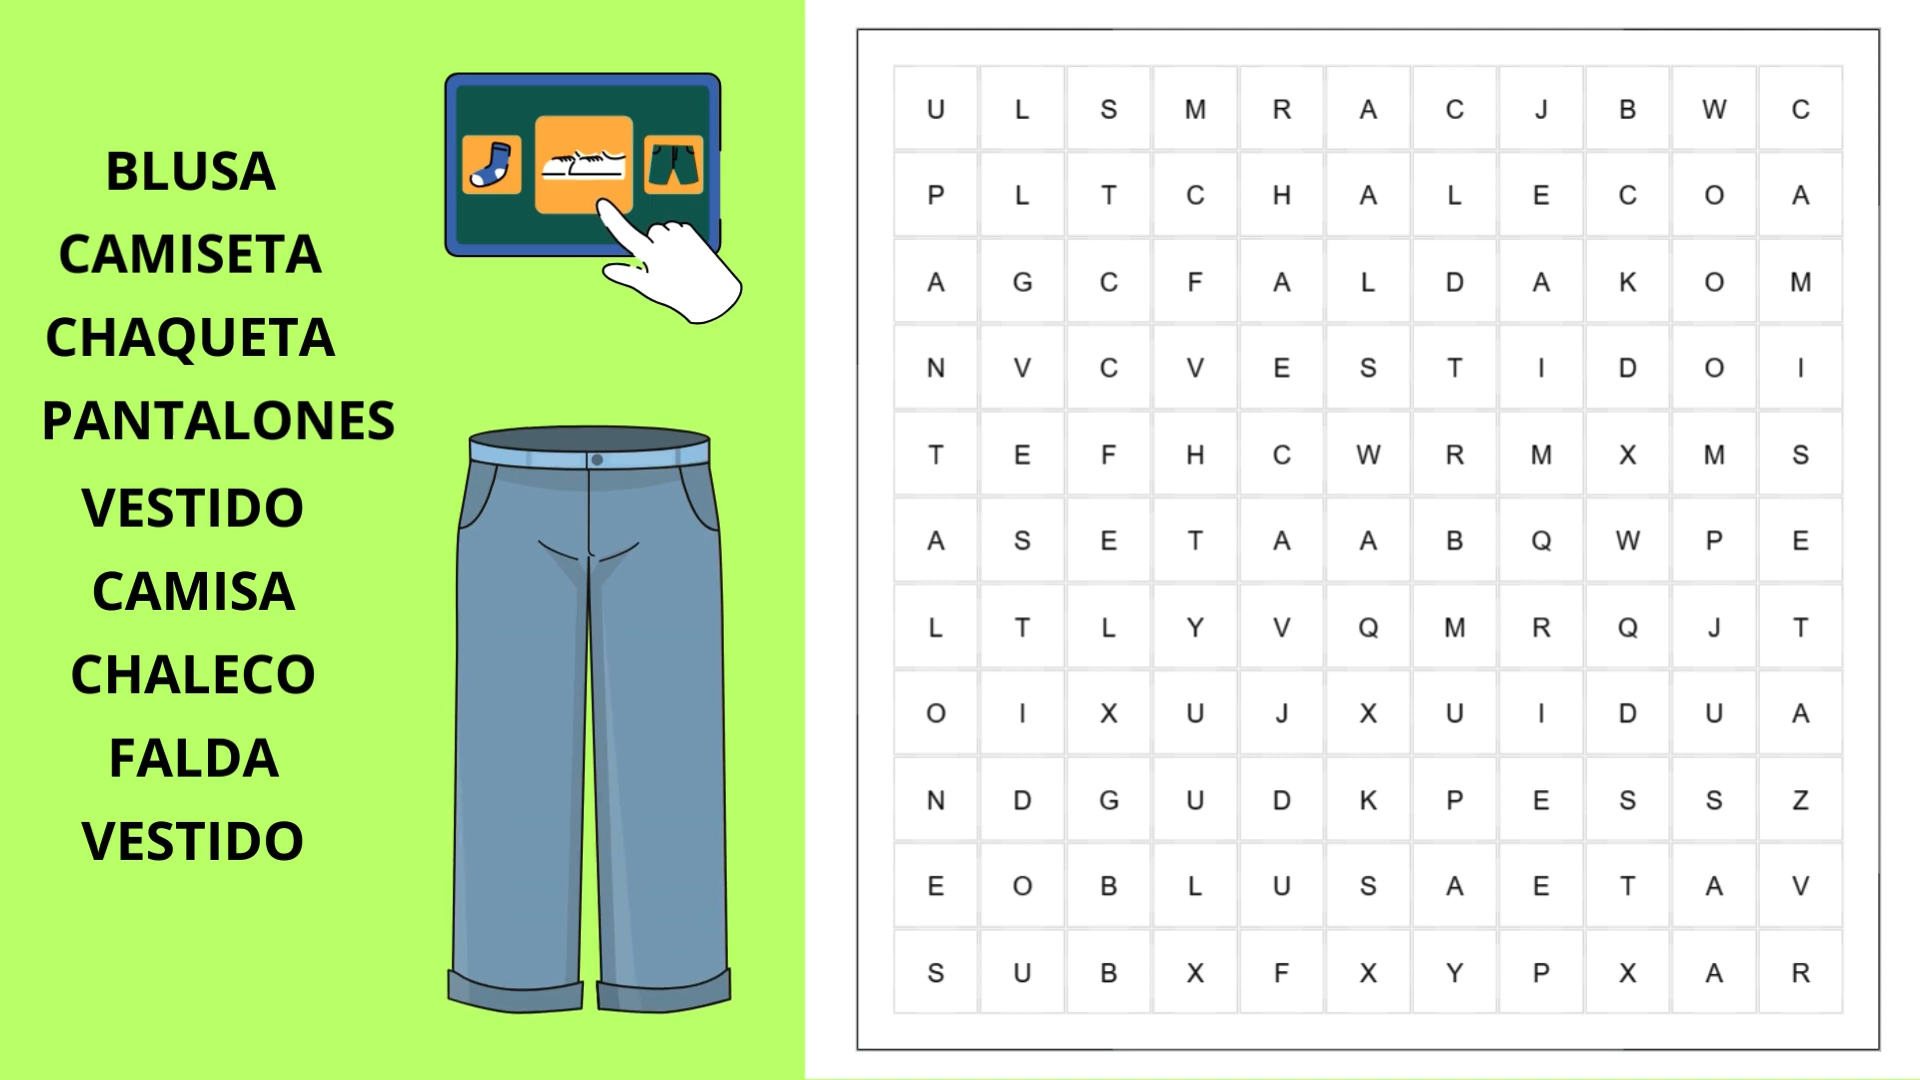 BLUSA
CAMISETA
CHAQUETA
PANTALONES
VESTIDO
CAMISA
CHALECO
FALDA
VESTIDO
U L S M R A C J B W C
P L T C H A L E C O A
A G C F A L D A K O M
N V C V E S T I D O I
T E F H C W R M X M S
A S E T A A B Q W P E
L T L Y V Q M R Q J T
O I X U J X U I D U A
N D G U D K P E S S Z
E O B L U S A E T A V
S U B X F X Y P X A R